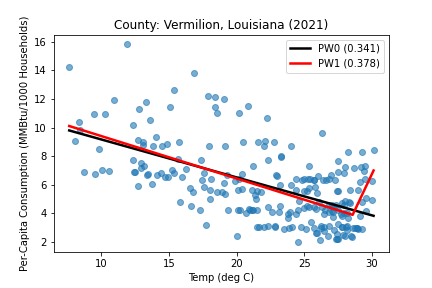 County: Vermilion, Louisiana (2021)
PW0 (0.341)
PW1 (0.378)
Per-Capita Consumption (MMBtu/1000 Households)
16
14
12
10
8
6
4
2
10
15
20
25
30
Temp (deg C)